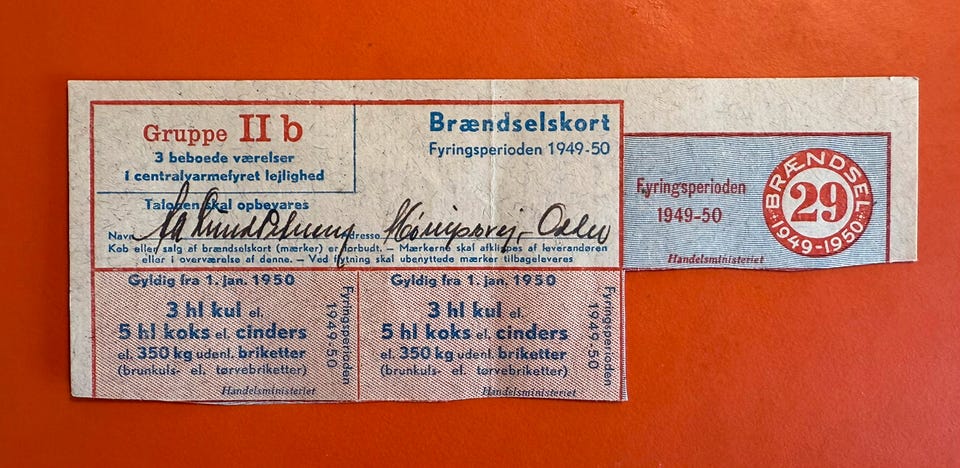 Gruppe II b
3 beboede værelser
i centralvarmefyret lejlighed
Brændselskort
Fyringsperioden 1949-50
Talonen skal opbevares
Navn
Køb eller salg af brændselskort (mærker) er forbudt. – Mærkerne skal afklippes af leverandøren
eller i overværelse af denne. – Ved flytning skal ubenyttede mærker tilbageleveres
Gyldig fra 1. jan. 1950
3 hl kul el.
5 hl koks el. cinders
el. 350 kg udenl. briketter
(brunkuls- el. tørvebriketter)
Handelsministeriet
Fyringsperioden
1949-50
Gyldig fra 1. jan. 1950
3 hl kul el.
5 hl koks el. cinders
el. 350 kg udenl. briketter
(brunkuls- el. tørvebriketter)
Handelsministeriet
Fyringsperioden
1949-50
Fyringsperioden
1949-50
Handelsministeriet
BRÆNDSEL
29
1949-1950